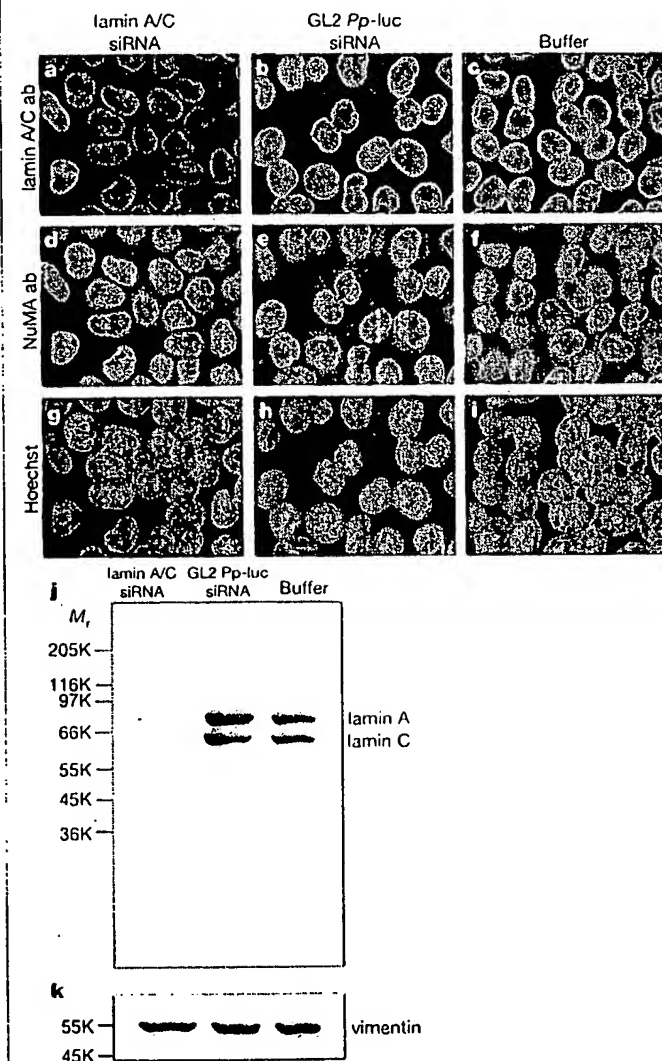 lamin A/C siRNA
GL2 Pp-luc siRNA
Buffer
lamin A/C ab
a
b
c
NuMA ab
d
e
f
Hoechst
g
h
i
j
lamin A/C siRNA
GL2 Pp-luc siRNA
Buffer
Mr
205K
116K
97K
66K
55K
45K
36K
lamin A
lamin C
k
55K
45K
vimentin